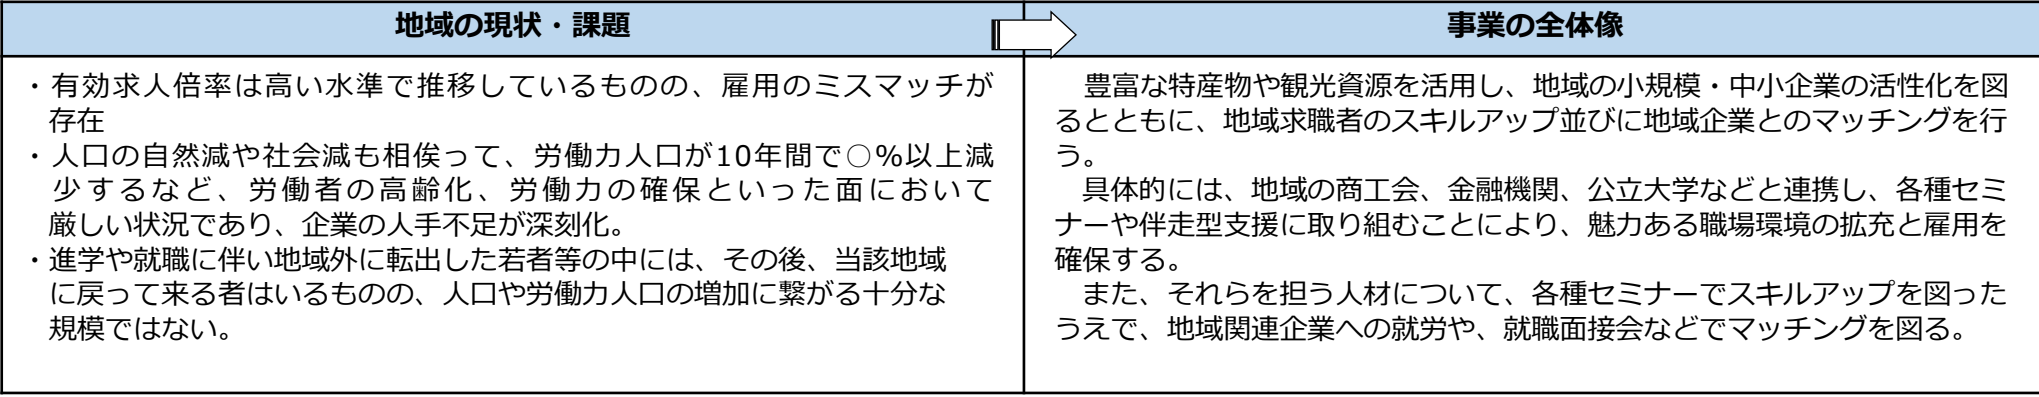 地域の現状・課題
・有効求人倍率は高い水準で推移しているものの、雇用のミスマッチが
存在
・人口の自然減や社会減も相俟って、労働力人口が10年間で○%以上減
少するなど、労働者の高齢化、労働力の確保といった面において
厳しい状況であり、企業の人手不足が深刻化。
・進学や就職に伴い地域外に転出した若者等の中には、その後、当該地域
に戻って来る者はいるものの、人口や労働力人口の増加に繋がる十分な
規模ではない。
事業の全体像
豊富な特産物や観光資源を活用し、地域の小規模・中小企業の活性化を図
るとともに、地域求職者のスキルアップ並びに地域企業とのマッチングを行
う。
具体的には、地域の商工会、金融機関、公立大学などと連携し、各種セミ
ナーや伴走型支援に取り組むことにより、魅力ある職場環境の拡充と雇用を
確保する。
また、それらを担う人材について、各種セミナーでスキルアップを図った
うえで、地域関連企業への就労や、就職面接会などでマッチングを図る。